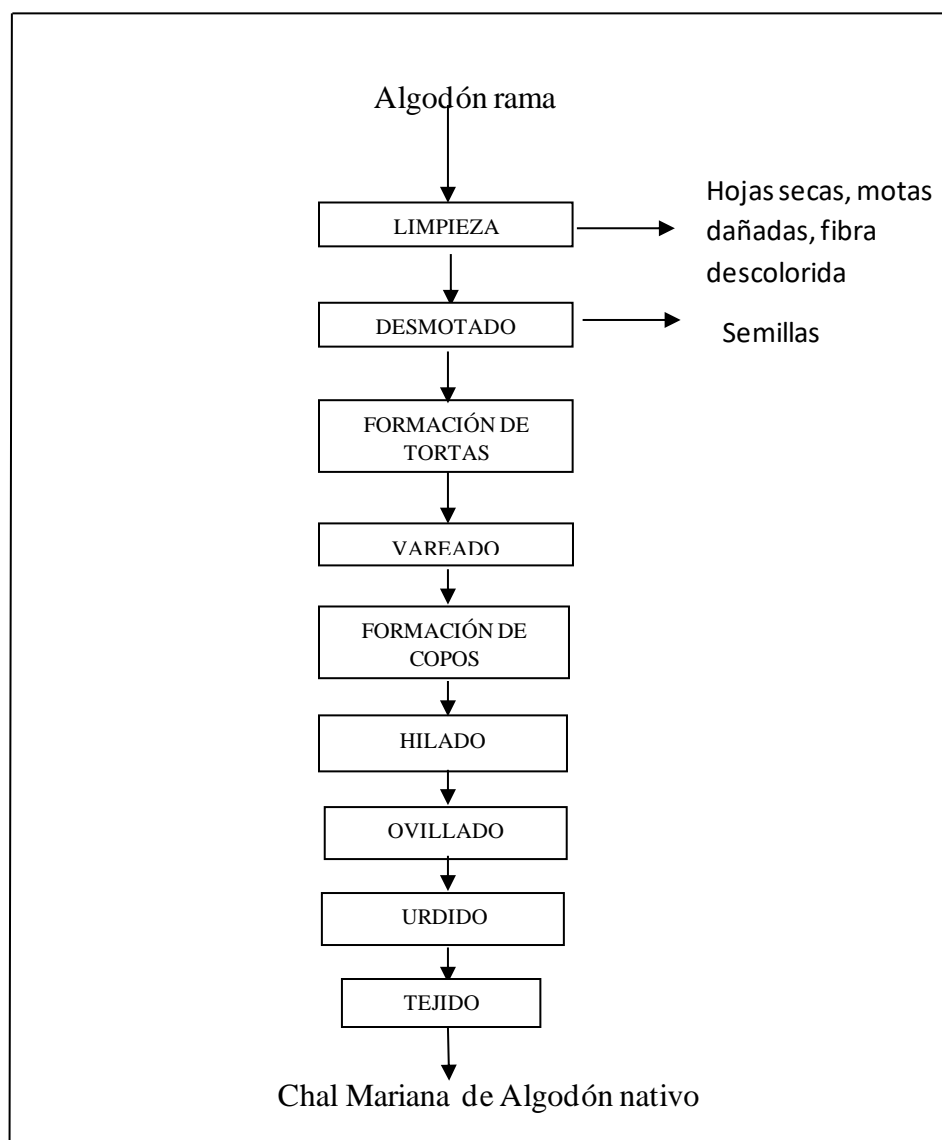 Algodón rama
LIMPIEZA
Hojas secas, motas
dañadas, fibra
descolorida
DESMOTADO
Semillas
FORMACIÓN DE
TORTAS
VAREADO
FORMACIÓN DE
COPOS
HILADO
OVILLADO
URDIDO
TEJIDO
Chal Mariana de Algodón nativo